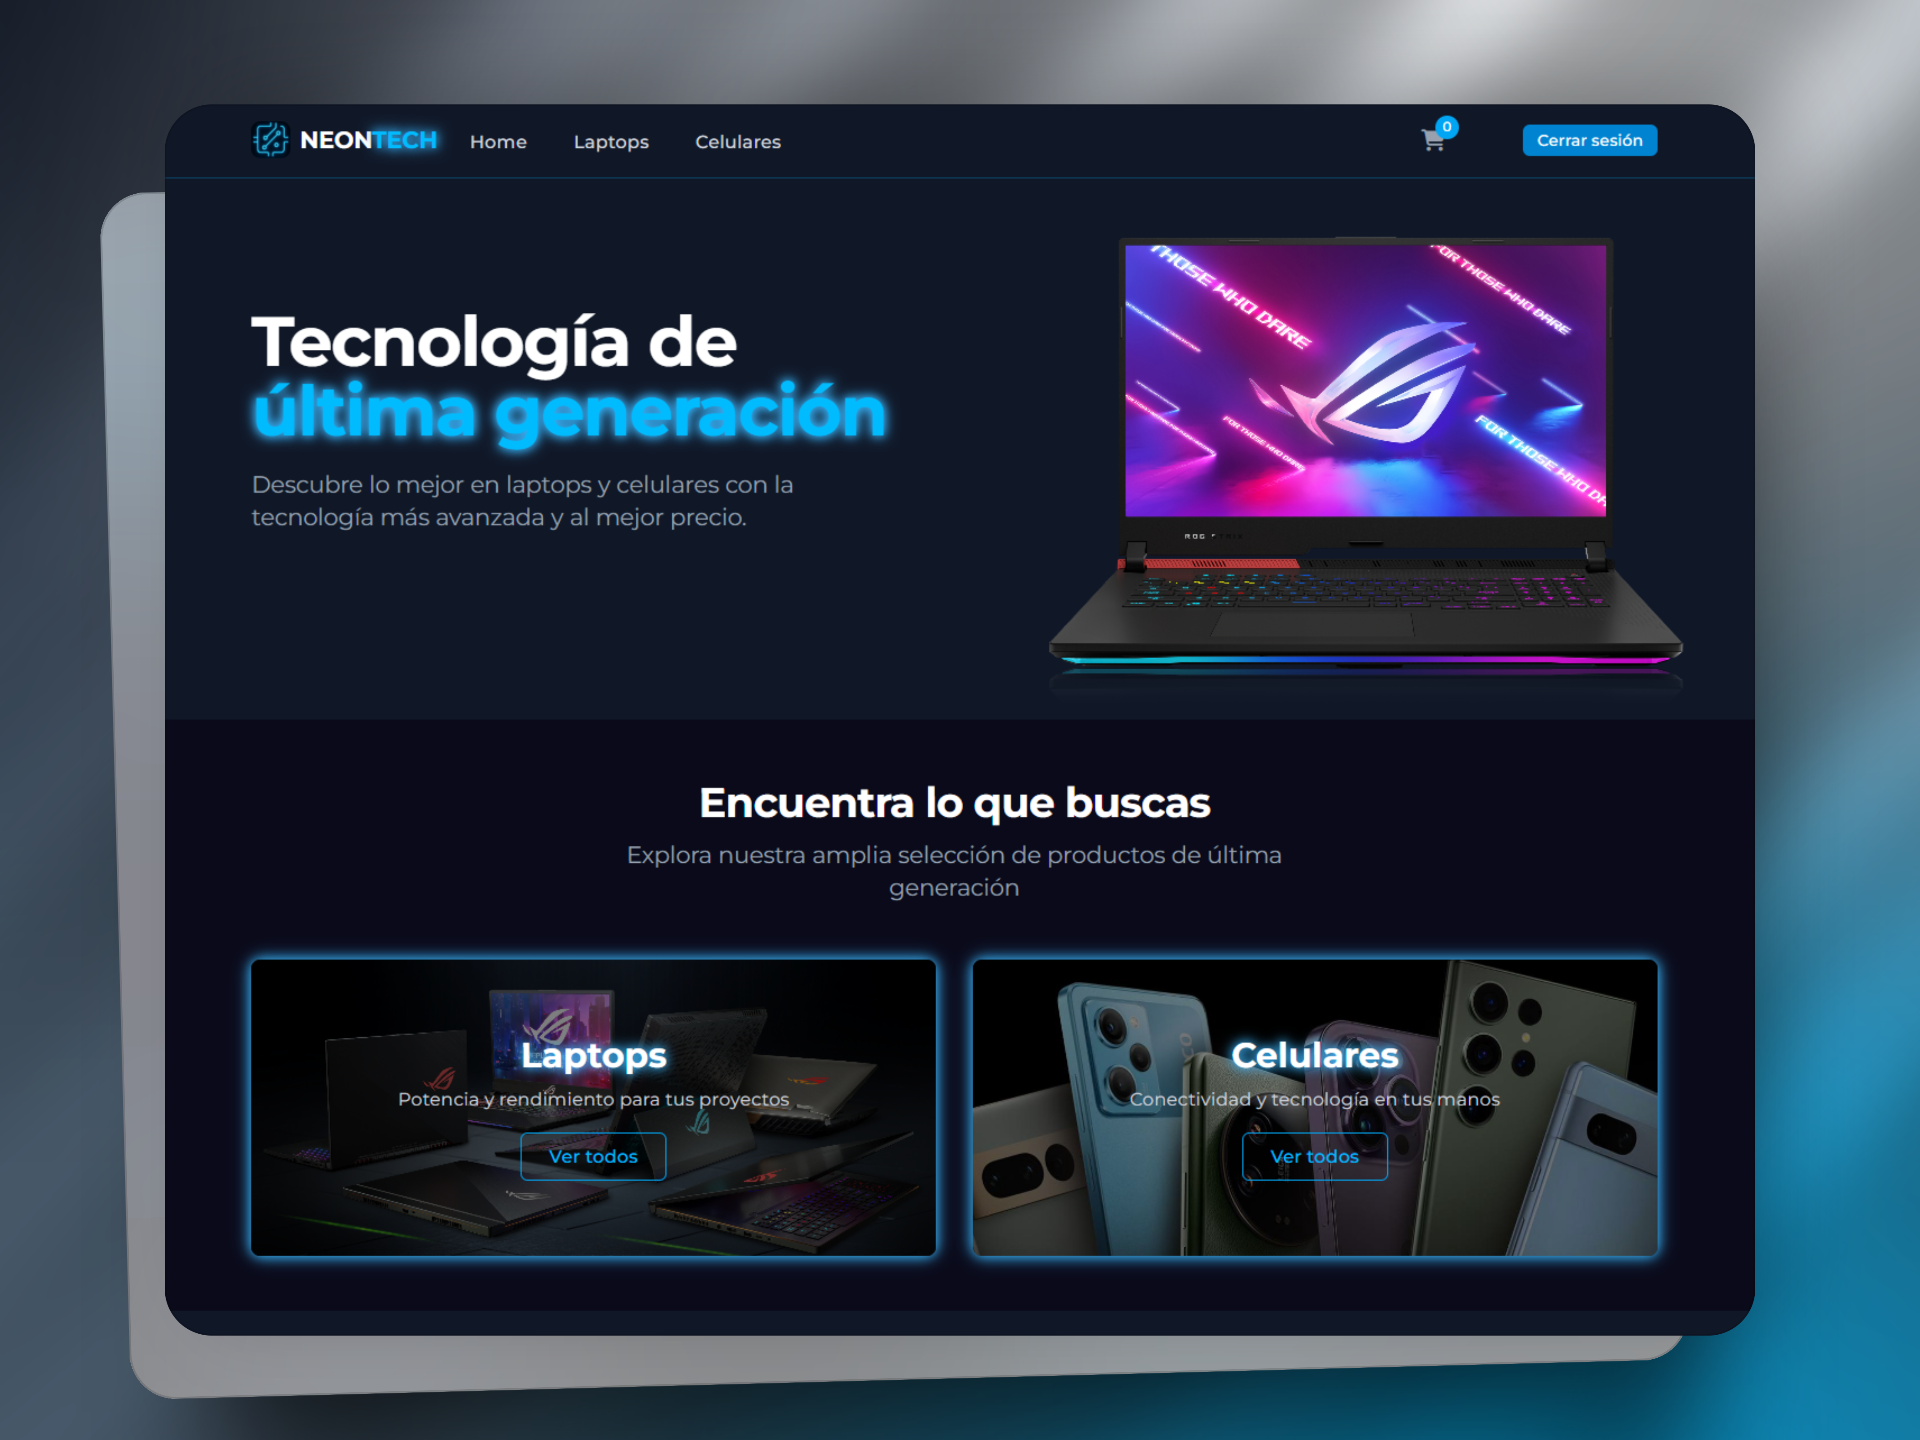 NEONTECH
Home
Laptops
Celulares
0
Cerrar sesión
Tecnología de
última generación
Descubre lo mejor en laptops y celulares con la
tecnología más avanzada y al mejor precio.
THOSE WHO DARE
FOR THOSE WHO DARE
FOR THOSE WHO DARE
FOR THOSE WHO DA
ROG
Encuentra lo que buscas
Explora nuestra amplia selección de productos de última
generación
Laptops
Potencia y rendimiento para tus proyectos
Ver todos
Celulares
Conectividad y tecnología en tus manos
Ver todos